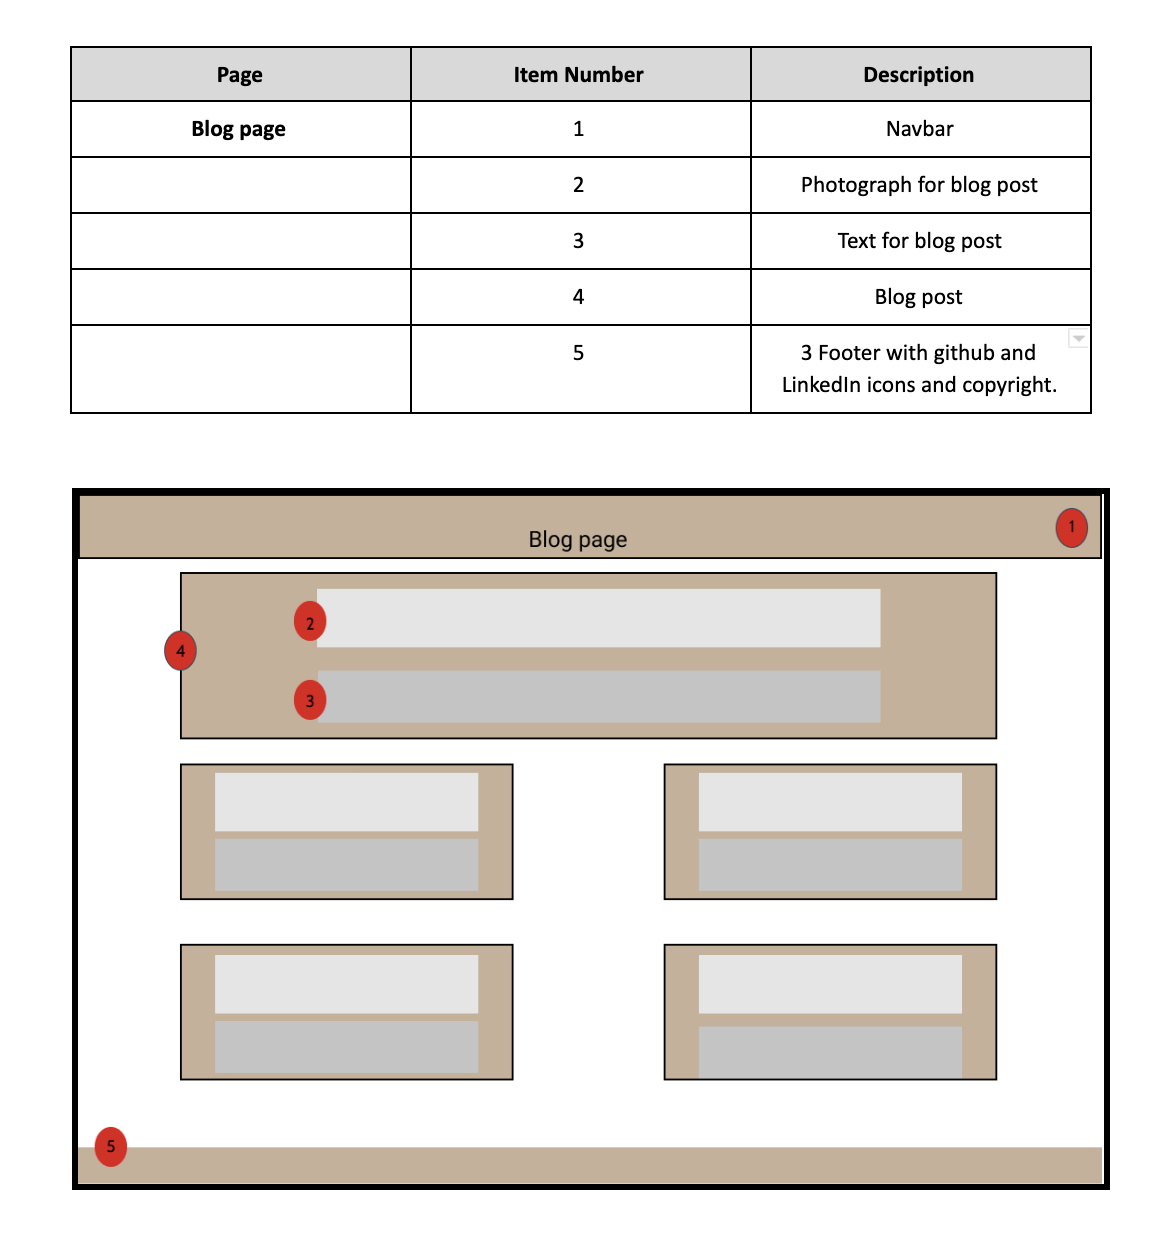 Page Item Number Description
Blog page 1 Navbar
2 Photograph for blog post
3 Text for blog post
4 Blog post
5 3 Footer with github and
LinkedIn icons and copyright.
Blog page
1
2
4
3
5